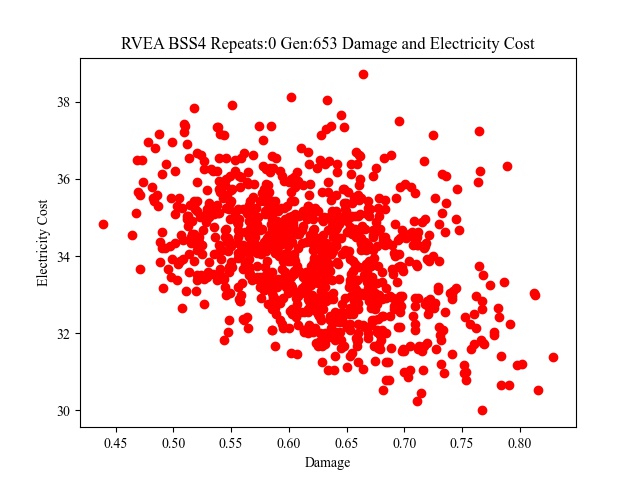 RVEA BSS4 Repeats:0 Gen:653 Damage and Electricity Cost
38
36
34
32
30
Electricity Cost
0.45 0.50 0.55 0.60 0.65 0.70 0.75 0.80
Damage